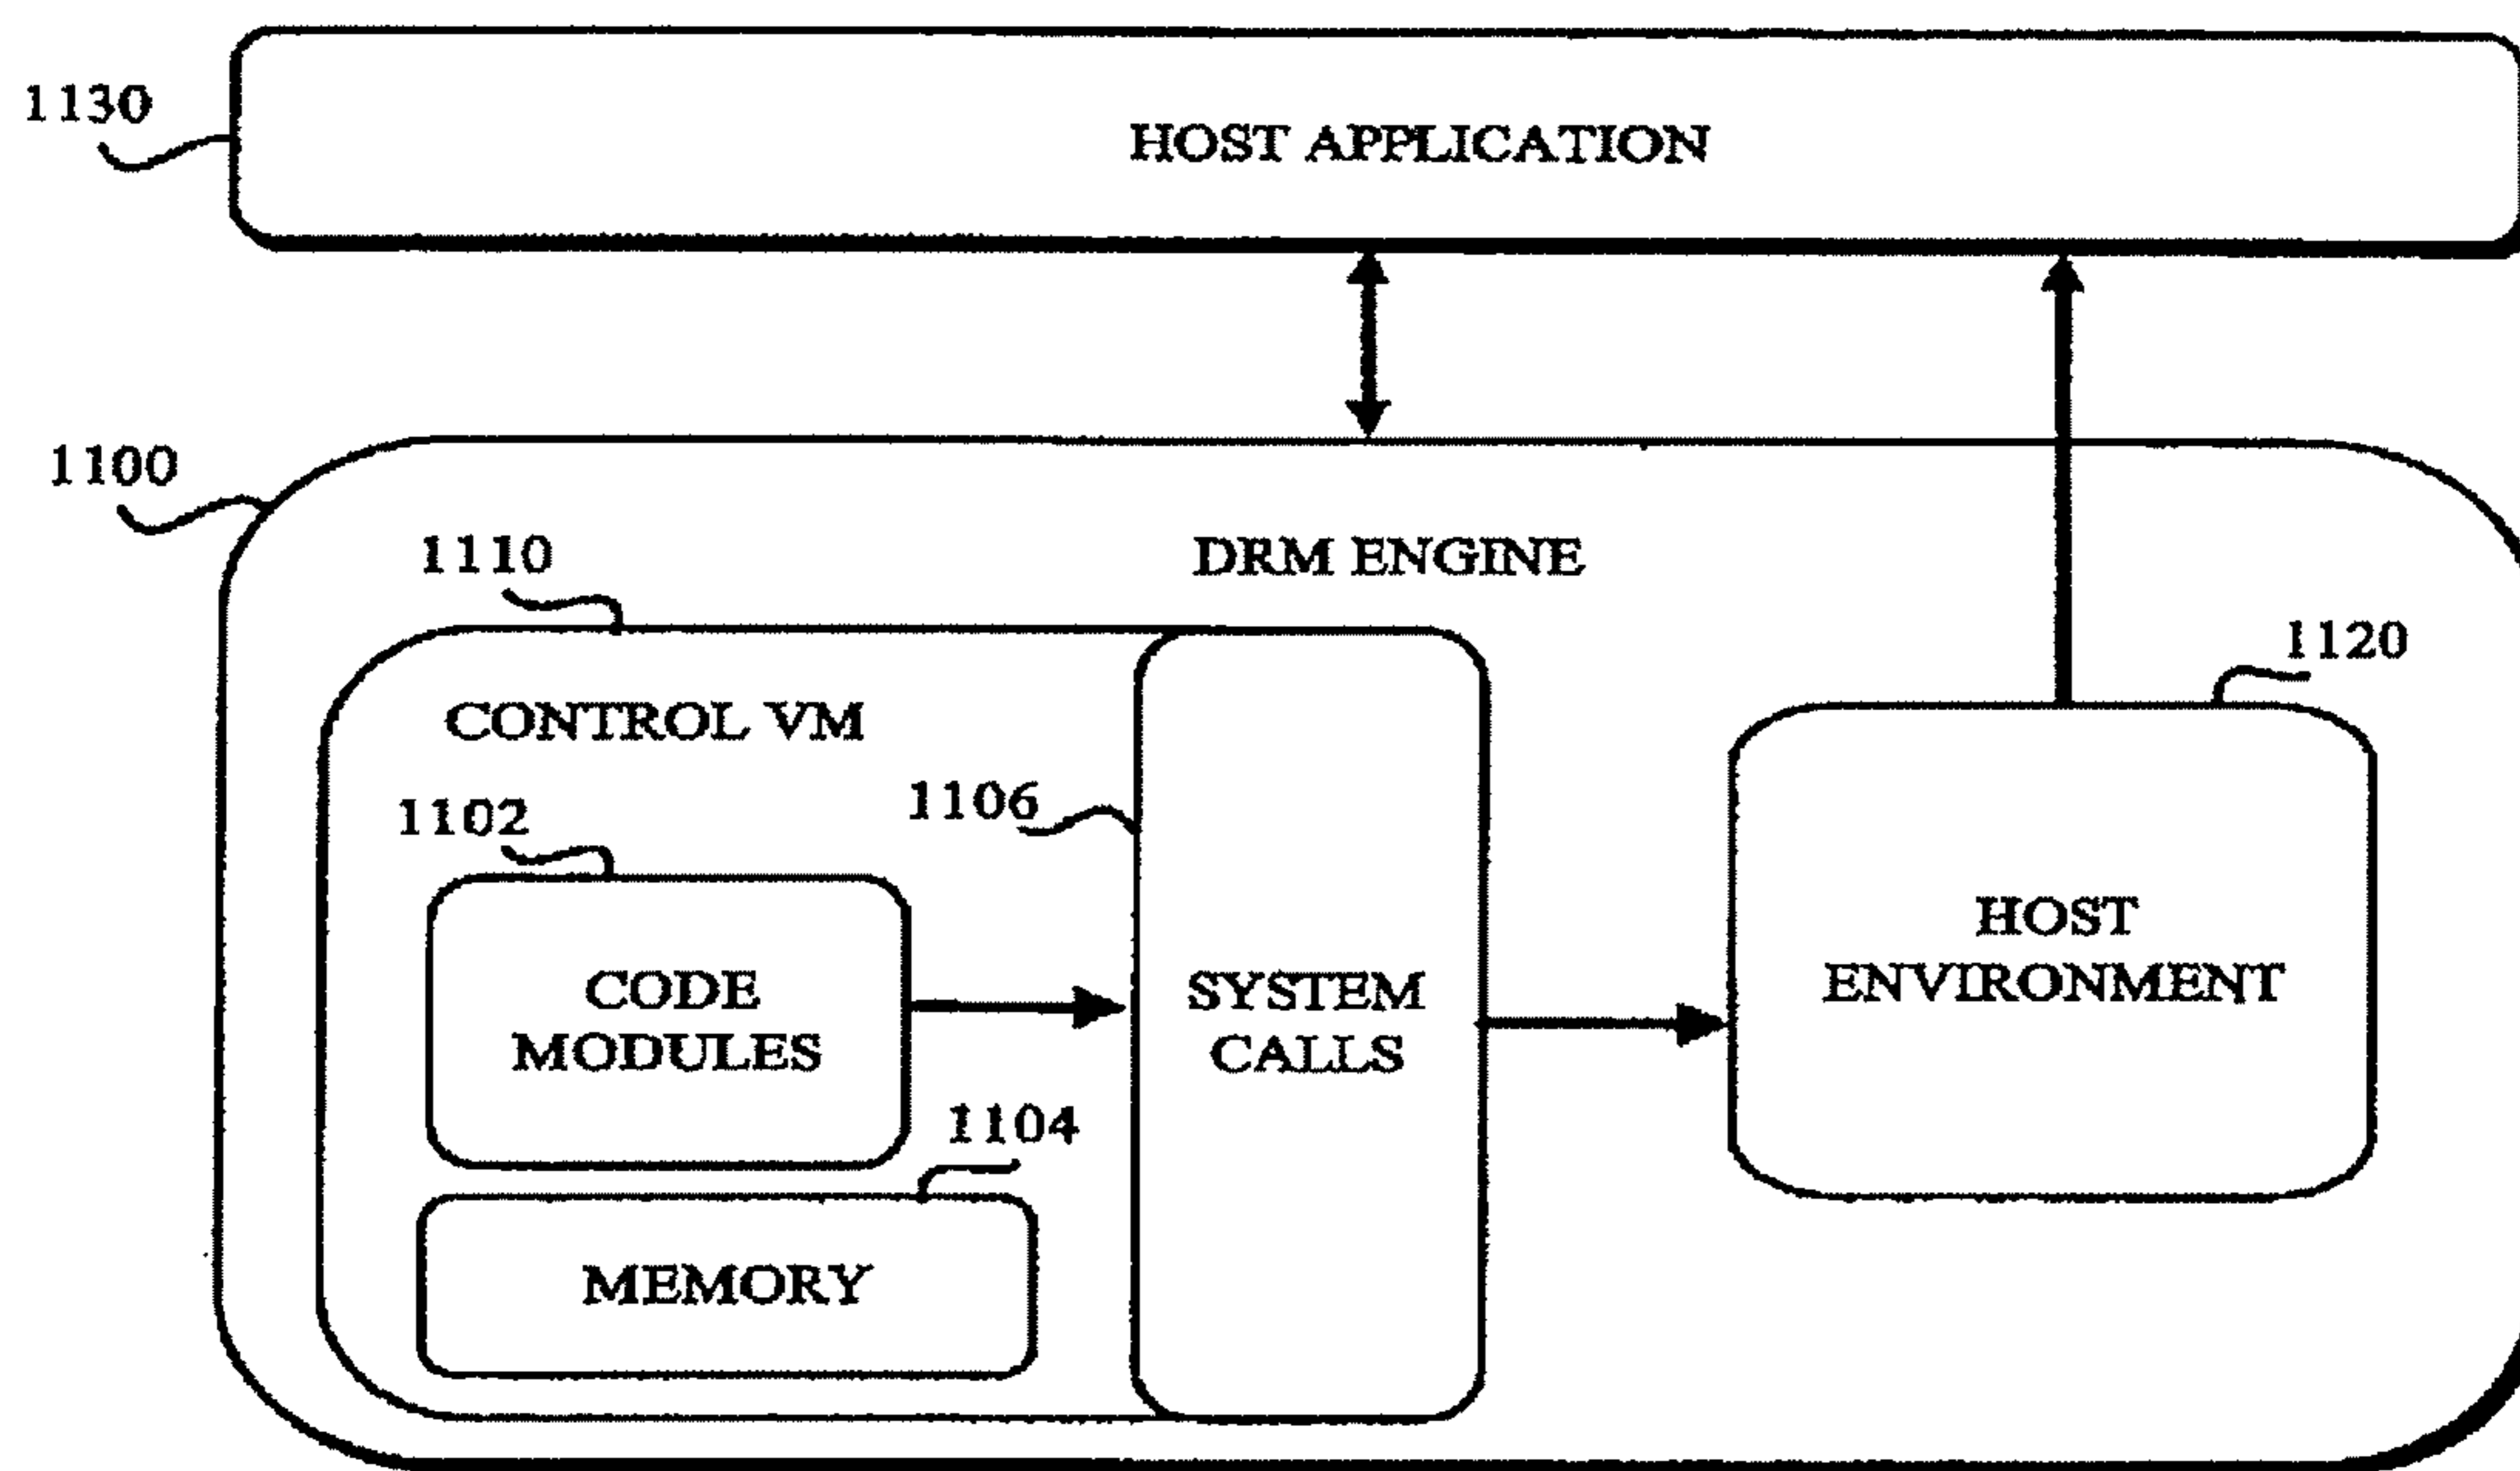 1130
HOST APPLICATION
1100
DRM ENGINE
1110
1120
CONTROL VM
1106
1102
HOST
ENVIRONMENT
CODE
MODULES
SYSTEM
CALLS
1104
MEMORY